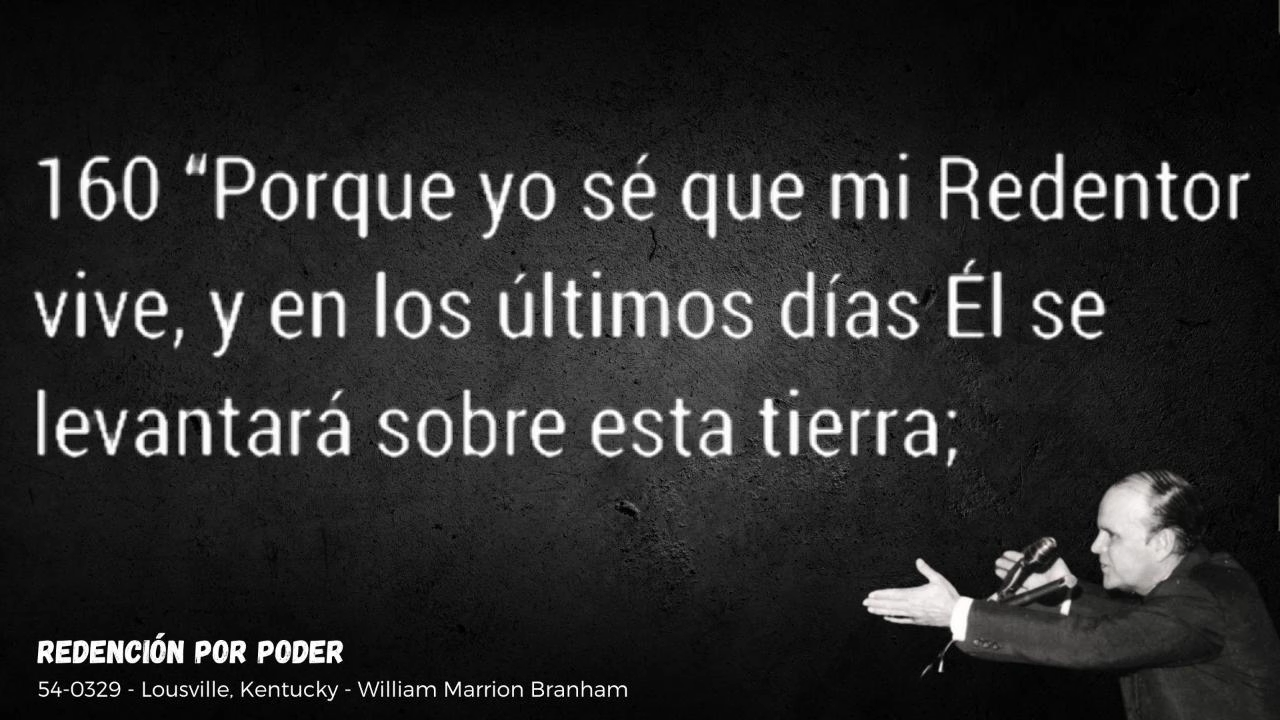 160 “Porque yo sé que mi Redentor
vive, y en los últimos días Él se
levantará sobre esta tierra;
REDENCIÓN POR PODER
54-0329 - Lousville, Kentucky - William Marrion Branham